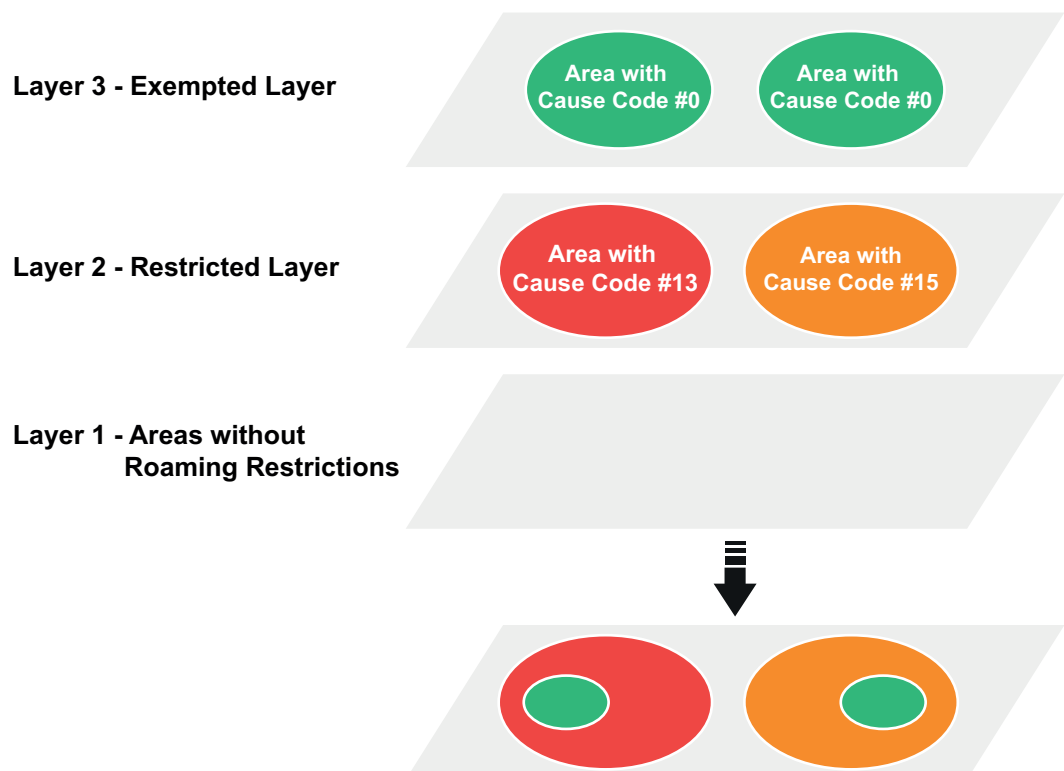 Layer 3 - Exempted Layer
Area with
Cause Code #0
Area with
Cause Code #0
Layer 2 - Restricted Layer
Area with
Cause Code #13
Area with
Cause Code #15
Layer 1 - Areas without
Roaming Restrictions